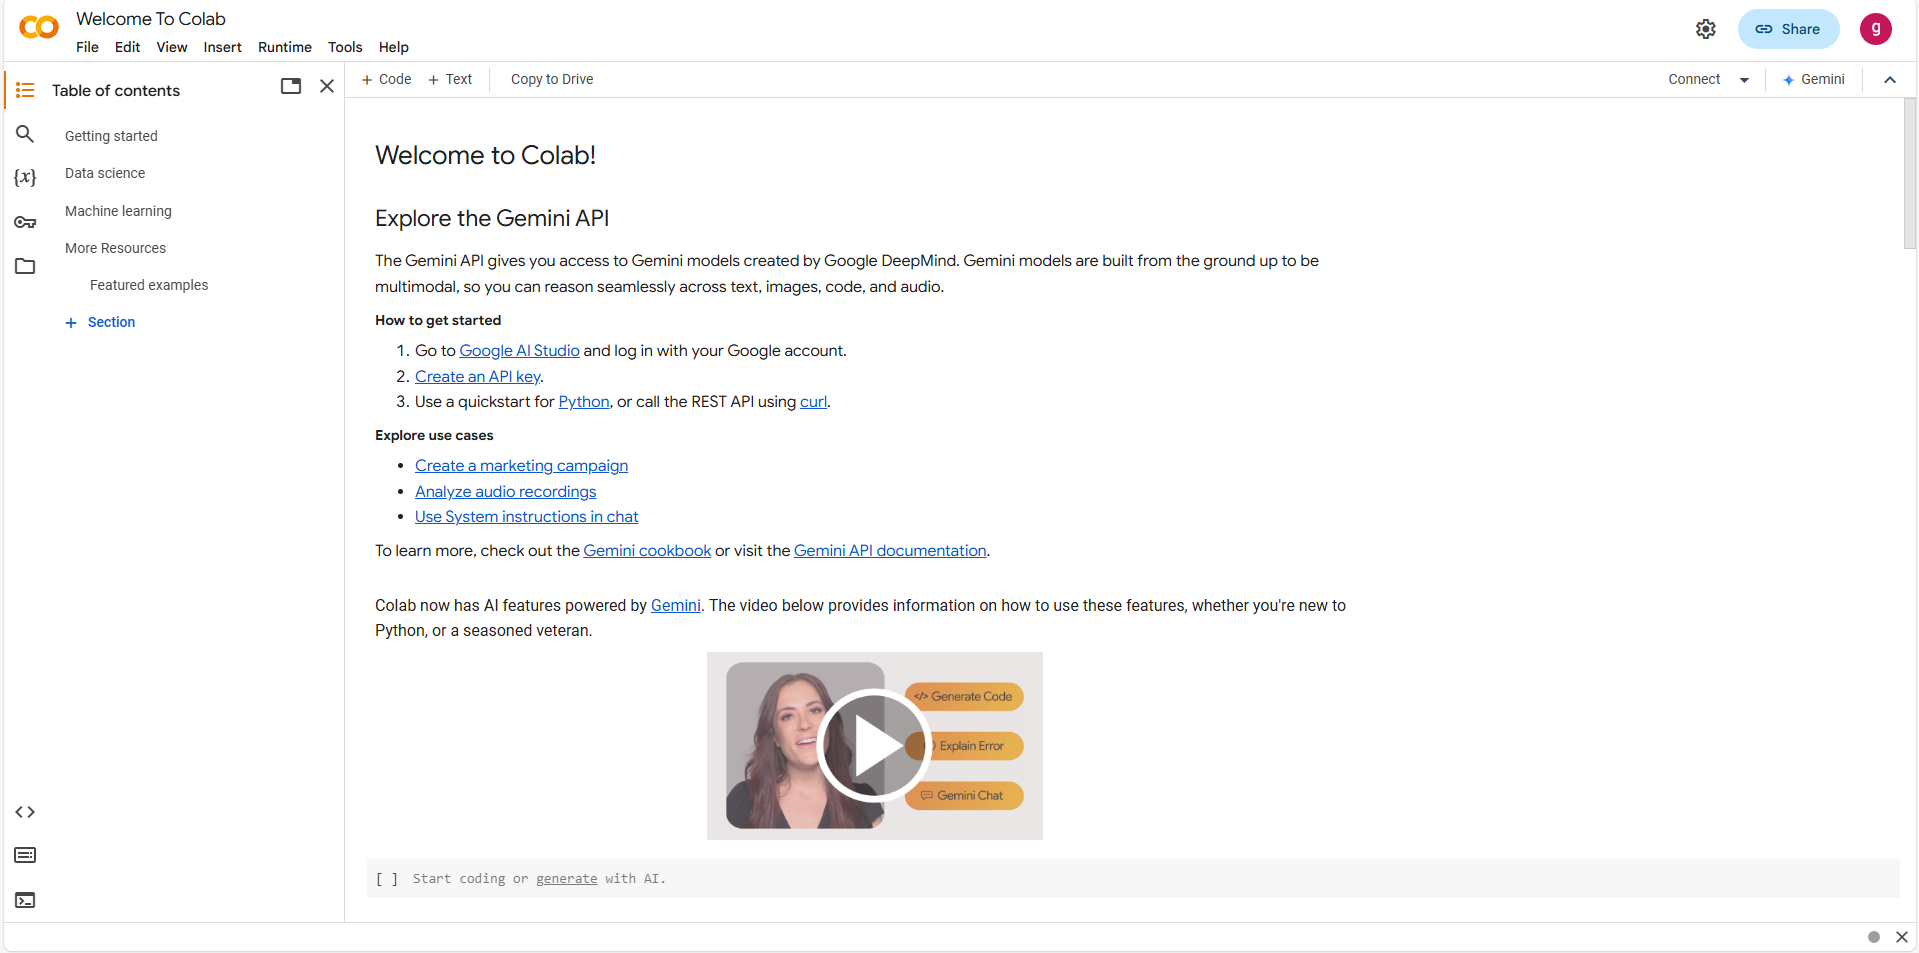 Welcome To Colab
File Edit View Insert Runtime Tools Help
Share
g
Table of contents
+ Code + Text Copy to Drive
Connect Gemini
Getting started
Data science
{x}
Machine learning
More Resources
Featured examples
+ Section
Welcome to Colab!
Explore the Gemini API
The Gemini API gives you access to Gemini models created by Google DeepMind. Gemini models are built from the ground up to be
multimodal, so you can reason seamlessly across text, images, code, and audio.
How to get started
1. Go to Google AI Studio and log in with your Google account.
2. Create an API key.
3. Use a quickstart for Python, or call the REST API using curl.
Explore use cases
• Create a marketing campaign
• Analyze audio recordings
• Use System instructions in chat
To learn more, check out the Gemini cookbook or visit the Gemini API documentation.
Colab now has AI features powered by Gemini. The video below provides information on how to use these features, whether you're new to
Python, or a seasoned veteran.
</> Generate Code
Explain Error
Gemini Chat
[ ] Start coding or generate with AI.